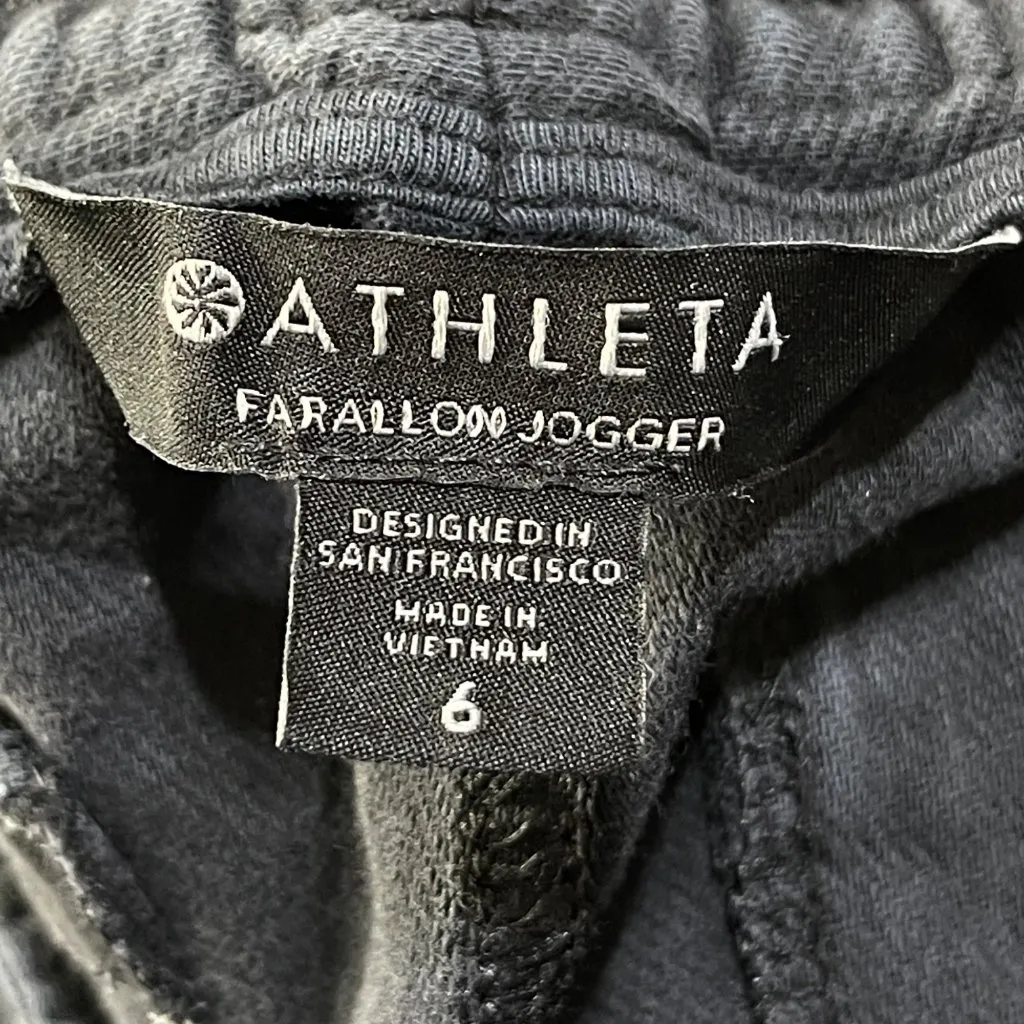 ATHLETA
FARALLON JOGGER
DESIGNED IN
SAN FRANCISCO
MADE IN
VIETNAM
6